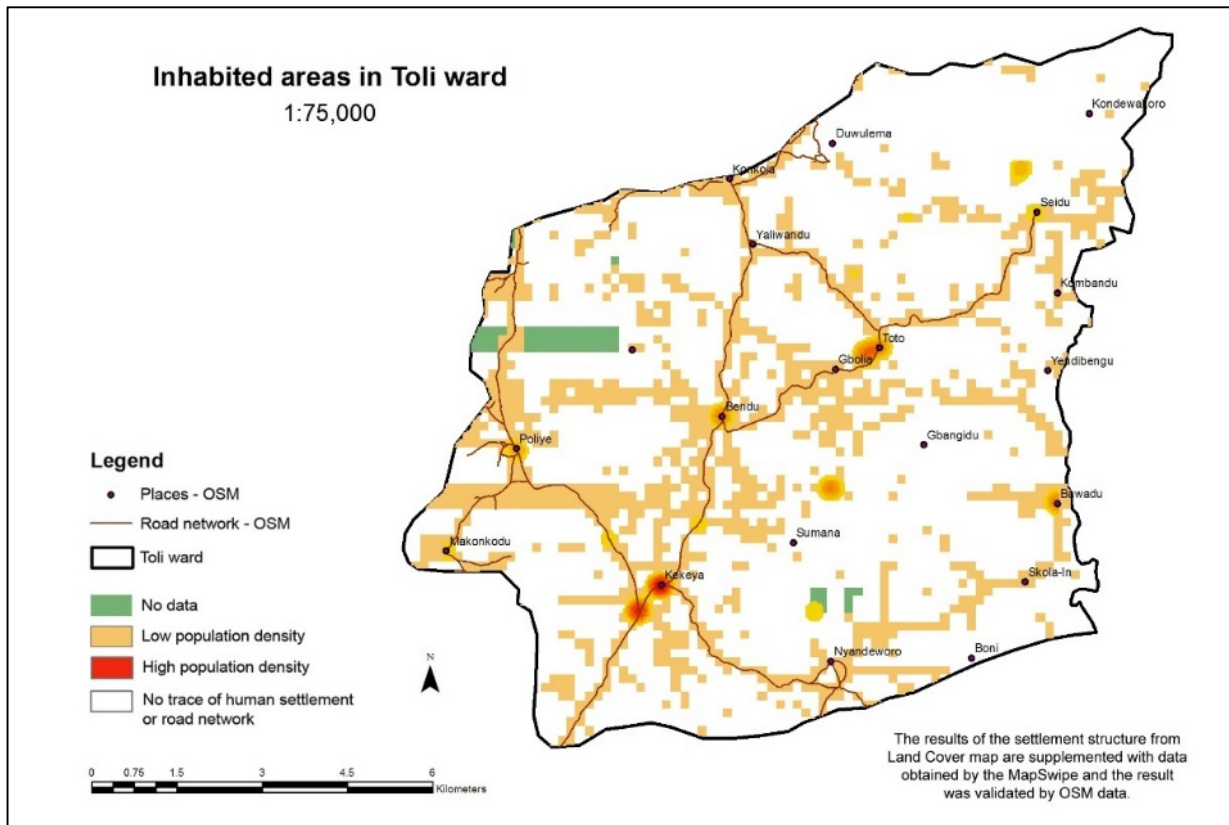 Inhabited areas in Toli ward
1:75,000
Kondewakoro
Duwulema
Konkoja
Seidu
Yaliwandu
Kombandu
Toto
Gbolia
Yendibengu
Bendu
Poliye
Gbangidu
Bawadu
Makonkodu
Sumana
Kekeya
Skola-In
Nyandeworo
Boni
Legend
Places - OSM
Road network - OSM
Toli ward
No data
Low population density
High population density
No trace of human settlement
or road network
N
0 0.75 1.5 3 4.5 6
Kilometers
The results of the settlement structure from
Land Cover map are supplemented with data
obtained by the MapSwipe and the result
was validated by OSM data.